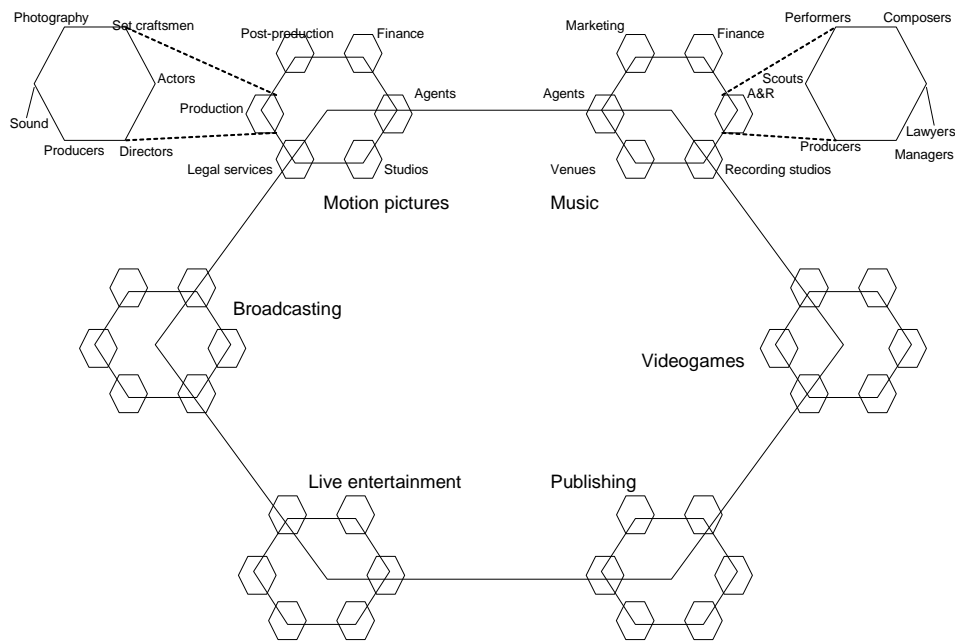 Photography
Set craftsmen
Actors
Sound
Producers
Directors
Post-production
Finance
Production
Agents
Legal services
Studios
Motion pictures
Marketing
Finance
Agents
A&R
Venues
Recording studios
Music
Performers
Composers
Scouts
Lawyers
Producers
Managers
Broadcasting
Videogames
Live entertainment
Publishing